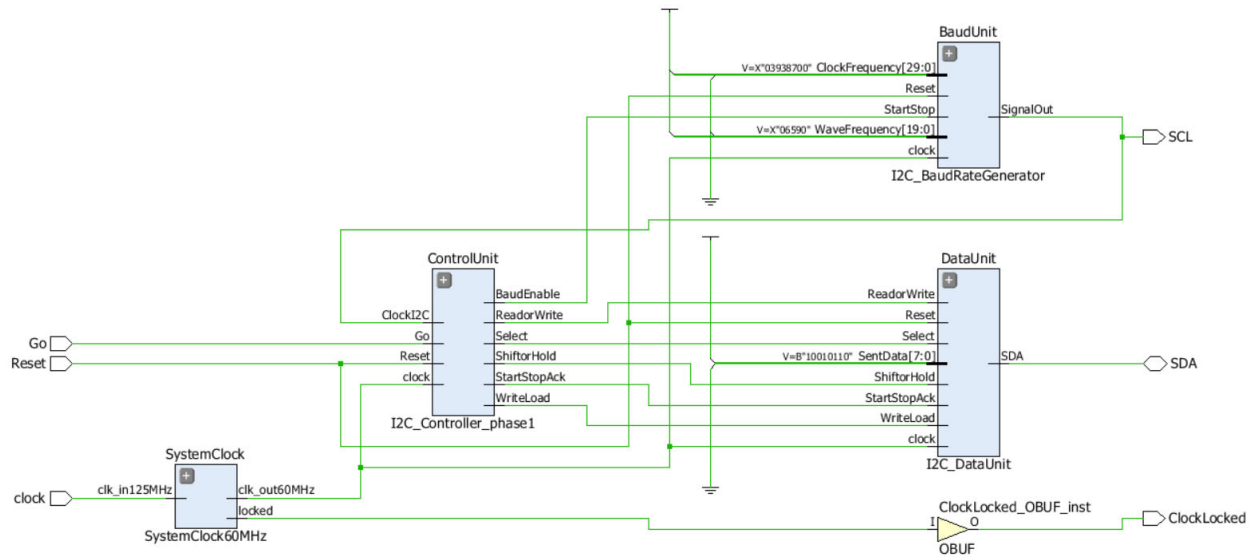 BaudUnit
V=X"03938700" ClockFrequency[29:0]
Reset
StartStop
SignalOut
V=X"06590" WaveFrequency[19:0]
SCL
clock
I2C_BaudRateGenerator
ControlUnit
DataUnit
BaudEnable
ReadorWrite
ClockI2C
ReadorWrite
Reset
Go
Go
Select
Select
Reset
Reset
ShiftorHold
V=B"10010110" SentData[7:0]
SDA
SDA
clock
StartStopAck
ShiftorHold
WriteLoad
StartStopAck
I2C_Controller_phase1
WriteLoad
clock
I2C_DataUnit
SystemClock
clock
clk_in125MHz
clk_out60MHz
locked
SystemClock60MHz
ClockLocked_OBUF_inst
I
O
OBUF
ClockLocked